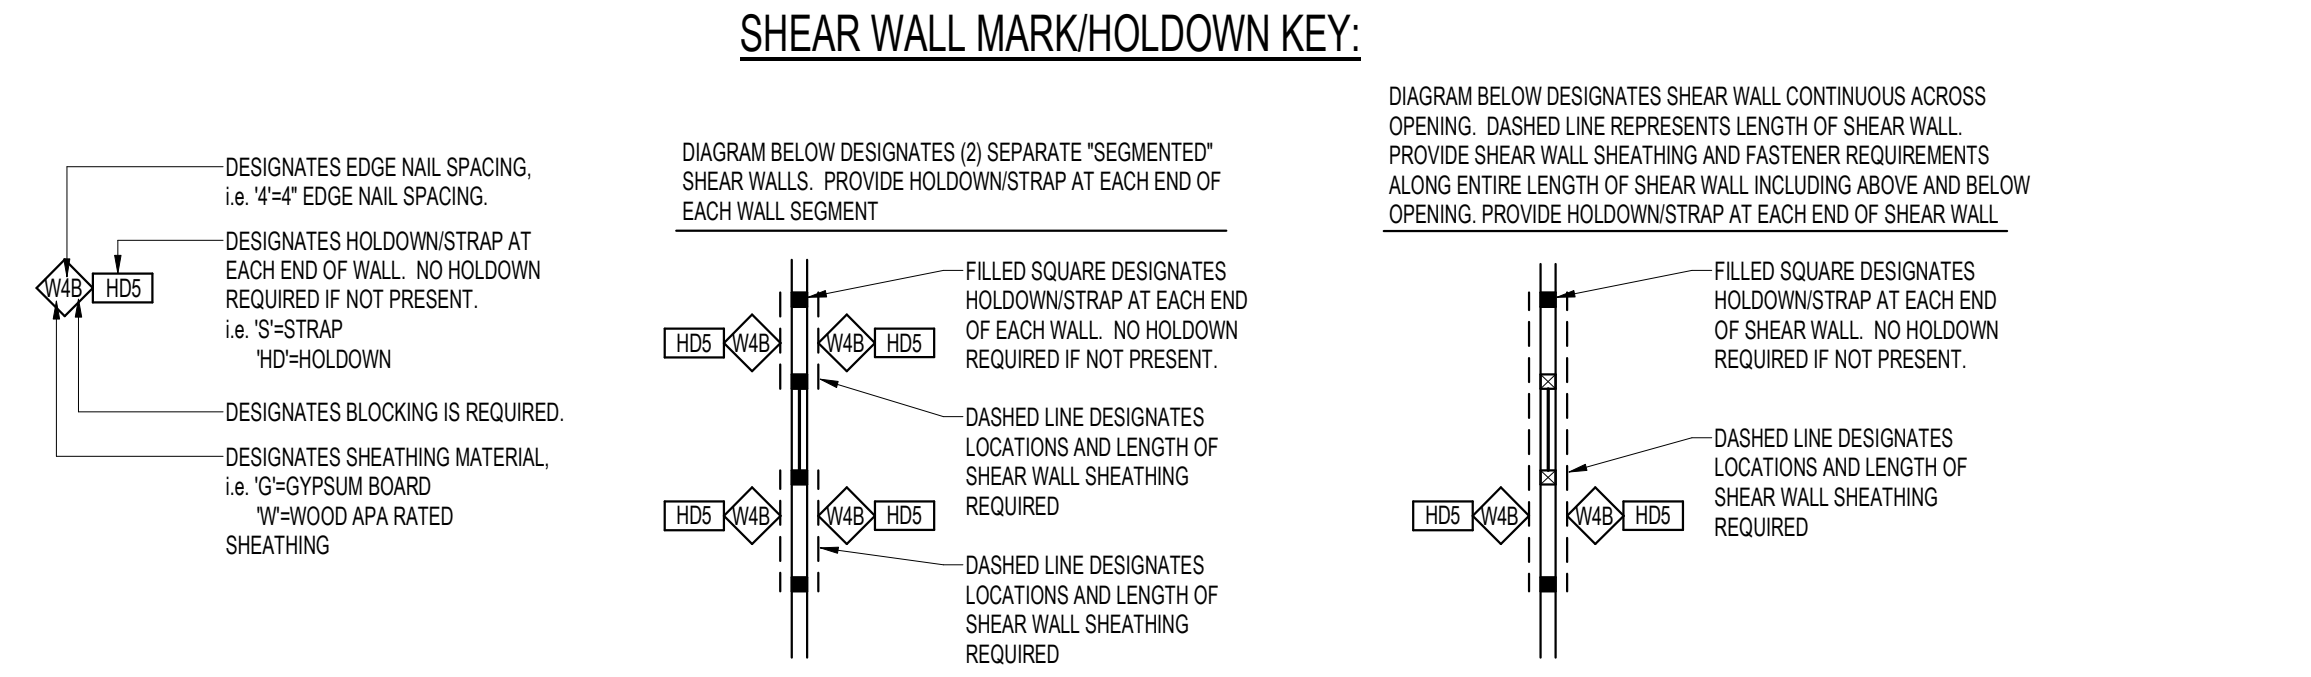 SHEAR WALL MARK/HOLDOWN KEY:
DESIGNATES EDGE NAIL SPACING,
i.e. '4'=4" EDGE NAIL SPACING.
DESIGNATES HOLDOWN/STRAP AT
EACH END OF WALL.  NO HOLDOWN
REQUIRED IF NOT PRESENT.
i.e. 'S'=STRAP
'HD'=HOLDOWN
W4B HD5
DESIGNATES BLOCKING IS REQUIRED.
DESIGNATES SHEATHING MATERIAL,
i.e. 'G'=GYPSUM BOARD
'W'=WOOD APA RATED
SHEATHING
DIAGRAM BELOW DESIGNATES (2) SEPARATE "SEGMENTED"
SHEAR WALLS.  PROVIDE HOLDOWN/STRAP AT EACH END OF
EACH WALL SEGMENT
FILLED SQUARE DESIGNATES
HOLDOWN/STRAP AT EACH END
OF EACH WALL.  NO HOLDOWN
REQUIRED IF NOT PRESENT.
HD5 W4B W4B HD5
DASHED LINE DESIGNATES
LOCATIONS AND LENGTH OF
SHEAR WALL SHEATHING
REQUIRED
HD5 W4B W4B HD5
DASHED LINE DESIGNATES
LOCATIONS AND LENGTH OF
SHEAR WALL SHEATHING
REQUIRED
DIAGRAM BELOW DESIGNATES SHEAR WALL CONTINUOUS ACROSS
OPENING.  DASHED LINE REPRESENTS LENGTH OF SHEAR WALL.
PROVIDE SHEAR WALL SHEATHING AND FASTENER REQUIREMENTS
ALONG ENTIRE LENGTH OF SHEAR WALL INCLUDING ABOVE AND BELOW
OPENING. PROVIDE HOLDOWN/STRAP AT EACH END OF SHEAR WALL
FILLED SQUARE DESIGNATES
HOLDOWN/STRAP AT EACH END
OF SHEAR WALL.  NO HOLDOWN
REQUIRED IF NOT PRESENT.
DASHED LINE DESIGNATES
LOCATIONS AND LENGTH OF
SHEAR WALL SHEATHING
REQUIRED
HD5 W4B W4B HD5